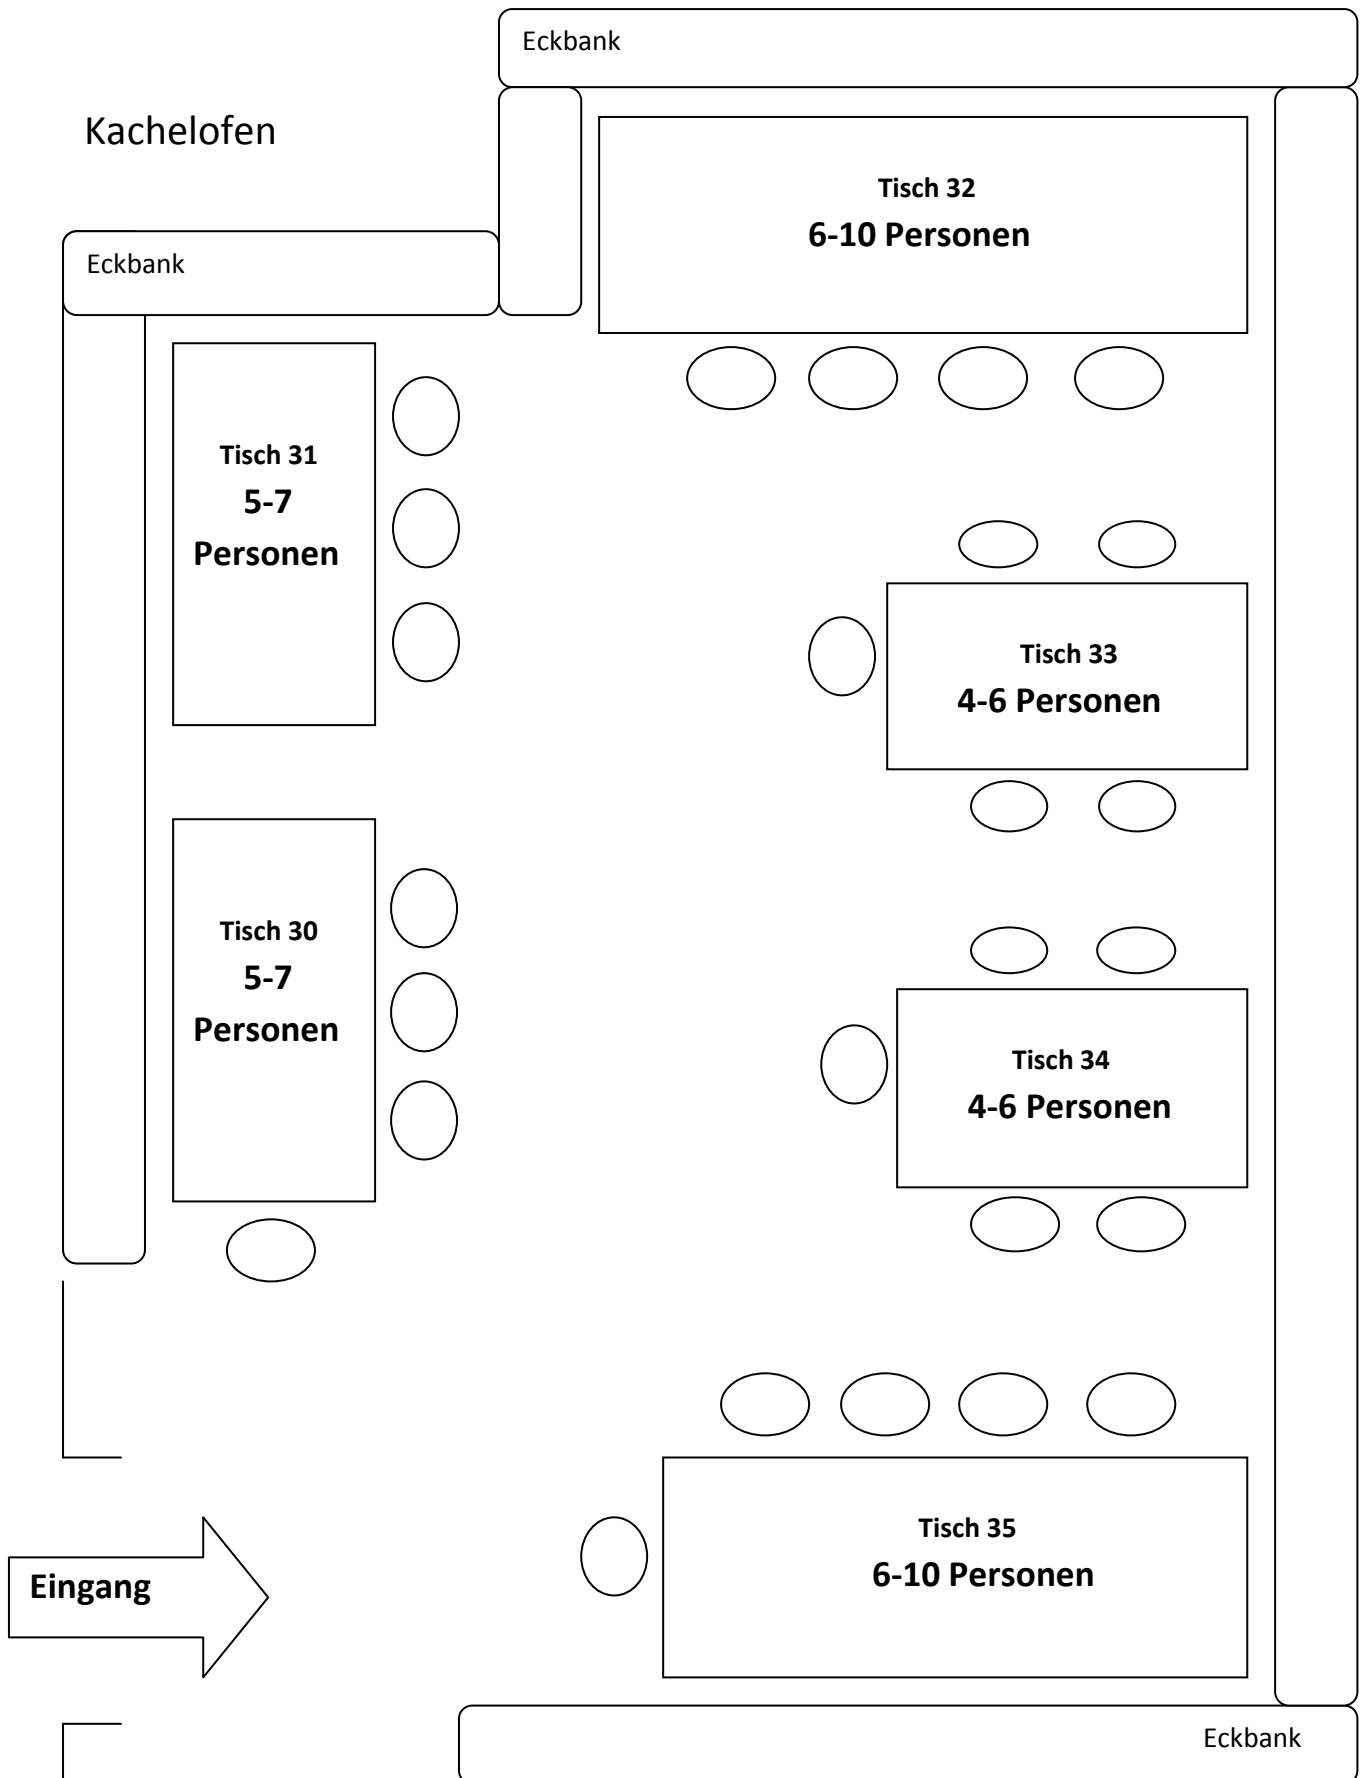 Eckbank
Kachelofen
Tisch 32
6-10 Personen
Eckbank
Tisch 31
5-7
Personen
Tisch 33
4-6 Personen
Tisch 30
5-7
Personen
Tisch 34
4-6 Personen
Tisch 35
6-10 Personen
Eingang
Eckbank